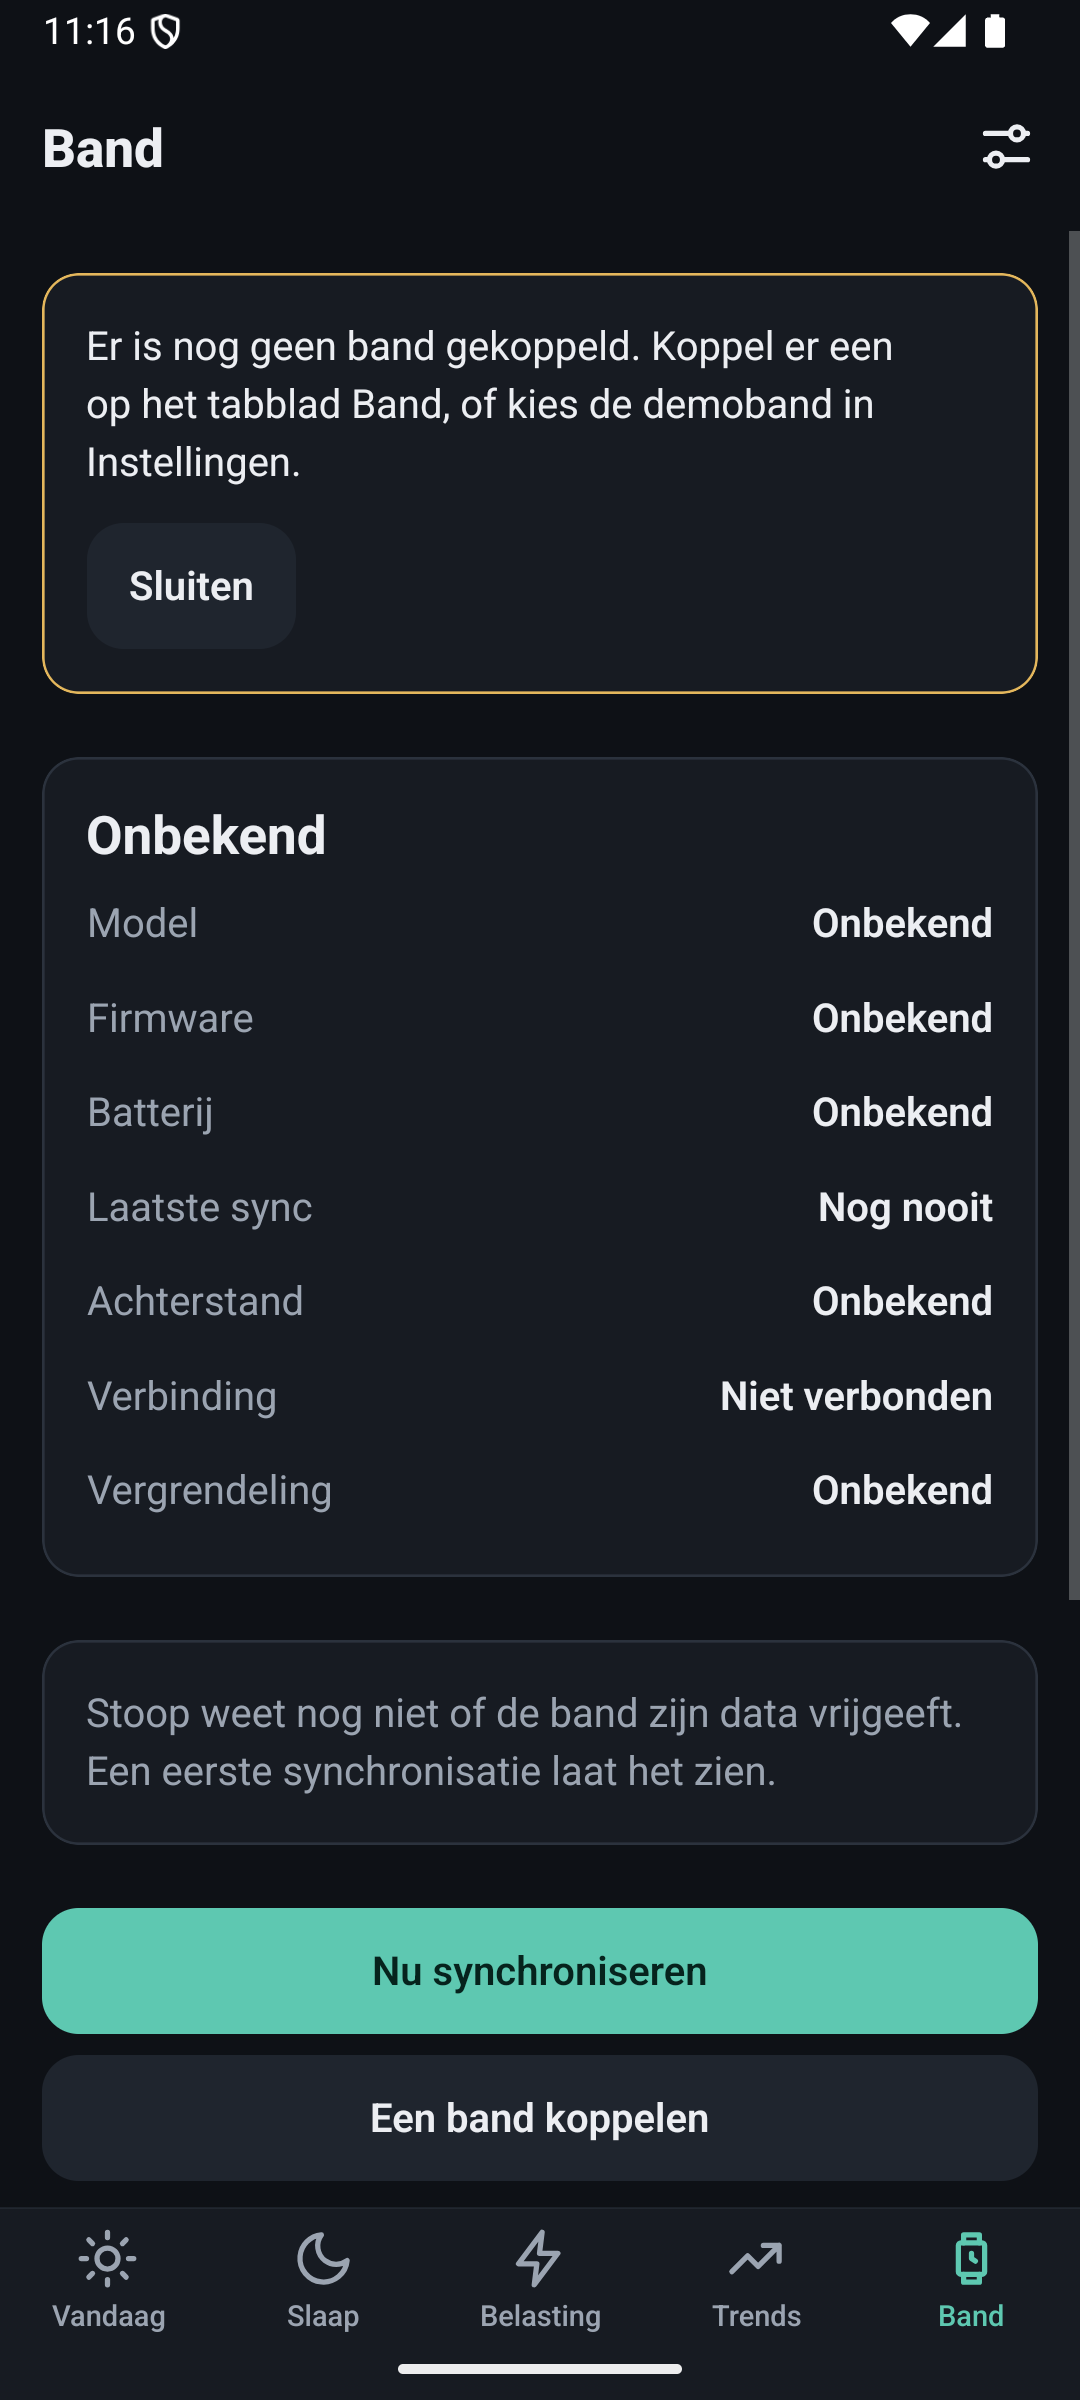 11:16
Band
Er is nog geen band gekoppeld. Koppel er een
op het tabblad Band, of kies de demoband in
Instellingen.
Sluiten
Onbekend
Model Onbekend
Firmware Onbekend
Batterij Onbekend
Laatste sync Nog nooit
Achterstand Onbekend
Verbinding Niet verbonden
Vergrendeling Onbekend
Stoop weet nog niet of de band zijn data vrijgeeft.
Een eerste synchronisatie laat het zien.
Nu synchroniseren
Een band koppelen
Vandaag Slaap Belasting Trends Band